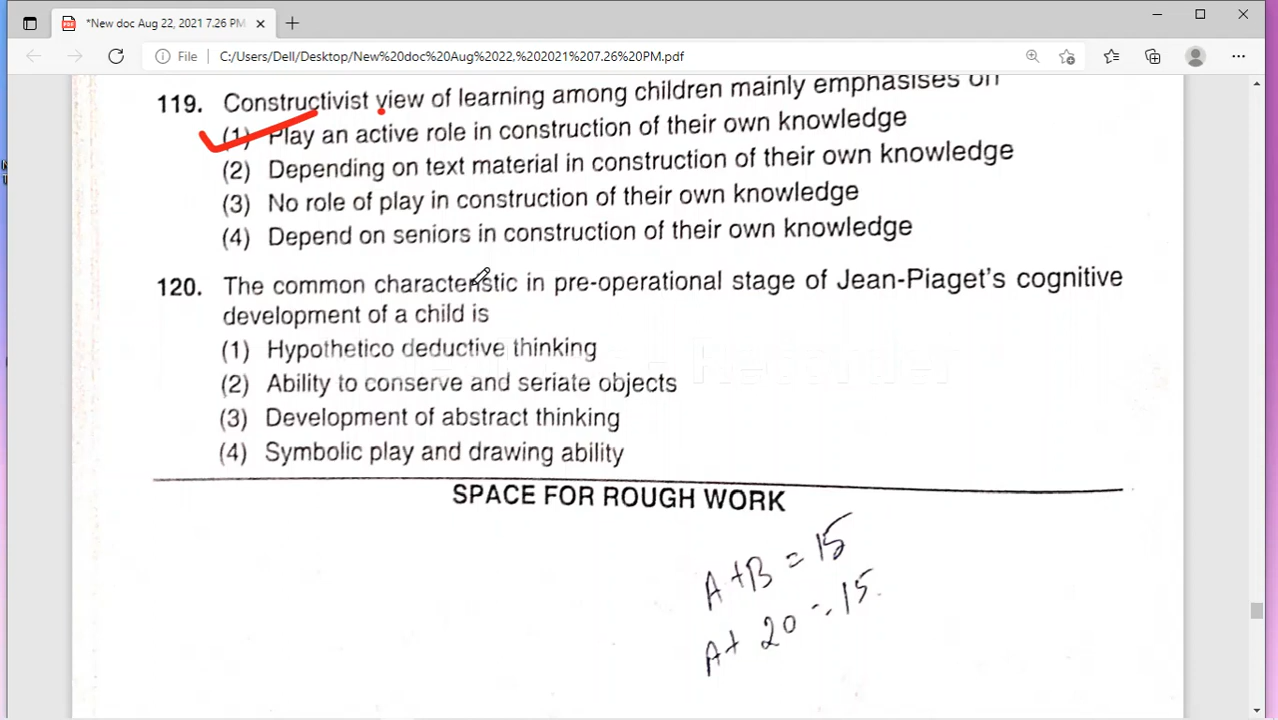 *New doc Aug 22, 2021 7.26 PM.p
File C:/Users/Dell/Desktop/New%20doc%20Aug%2022,%202021%207.26%20PM.pdf
119. Constructivist view of learning among children mainly emphasises on
(1) Play an active role in construction of their own knowledge
(2) Depending on text material in construction of their own knowledge
(3) No role of play in construction of their own knowledge
(4) Depend on seniors in construction of their own knowledge
120. The common characteristic in pre-operational stage of Jean-Piaget's cognitive
development of a child is
(1) Hypothetico deductive thinking
(2) Ability to conserve and seriate objects
(3) Development of abstract thinking
(4) Symbolic play and drawing ability
SPACE FOR ROUGH WORK
A+B = 15
A+ 20 = 15